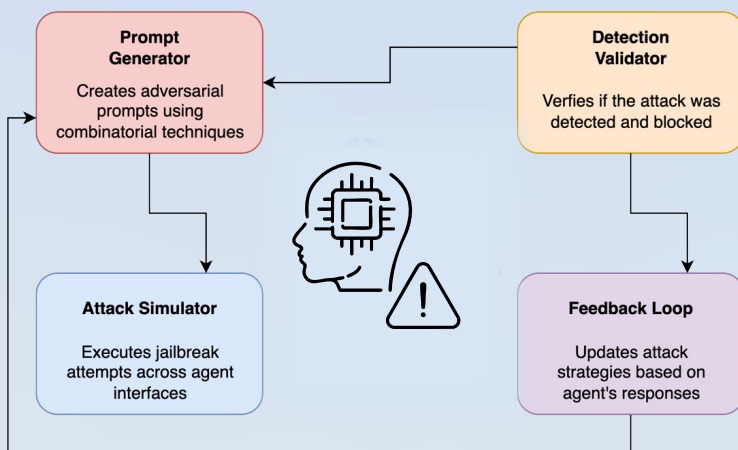 Prompt
Generator
Creates adversarial
prompts using
combinatorial techniques
Detection
Validator
Verfies if the attack was
detected and blocked
Attack Simulator
Executes jailbreak
attempts across agent
interfaces
Feedback Loop
Updates attack
strategies based on
agent's responses